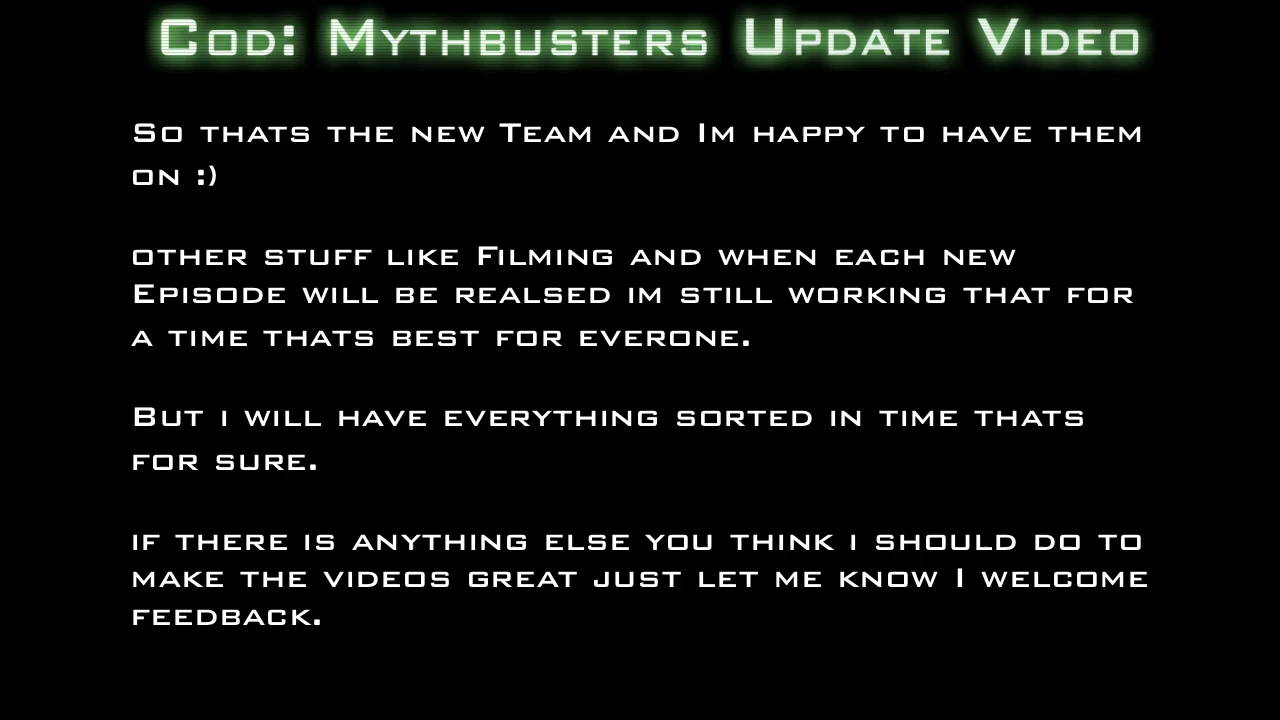 Cod: Mythbusters Update Video
So thats the new Team and Im happy to have them
on :)
other stuff like Filming and when each new
Episode will be realsed im still working that for
a time thats best for everone.
But i will have everything sorted in time thats
for sure.
if there is anything else you think i should do to
make the videos great just let me know I welcome
feedback.